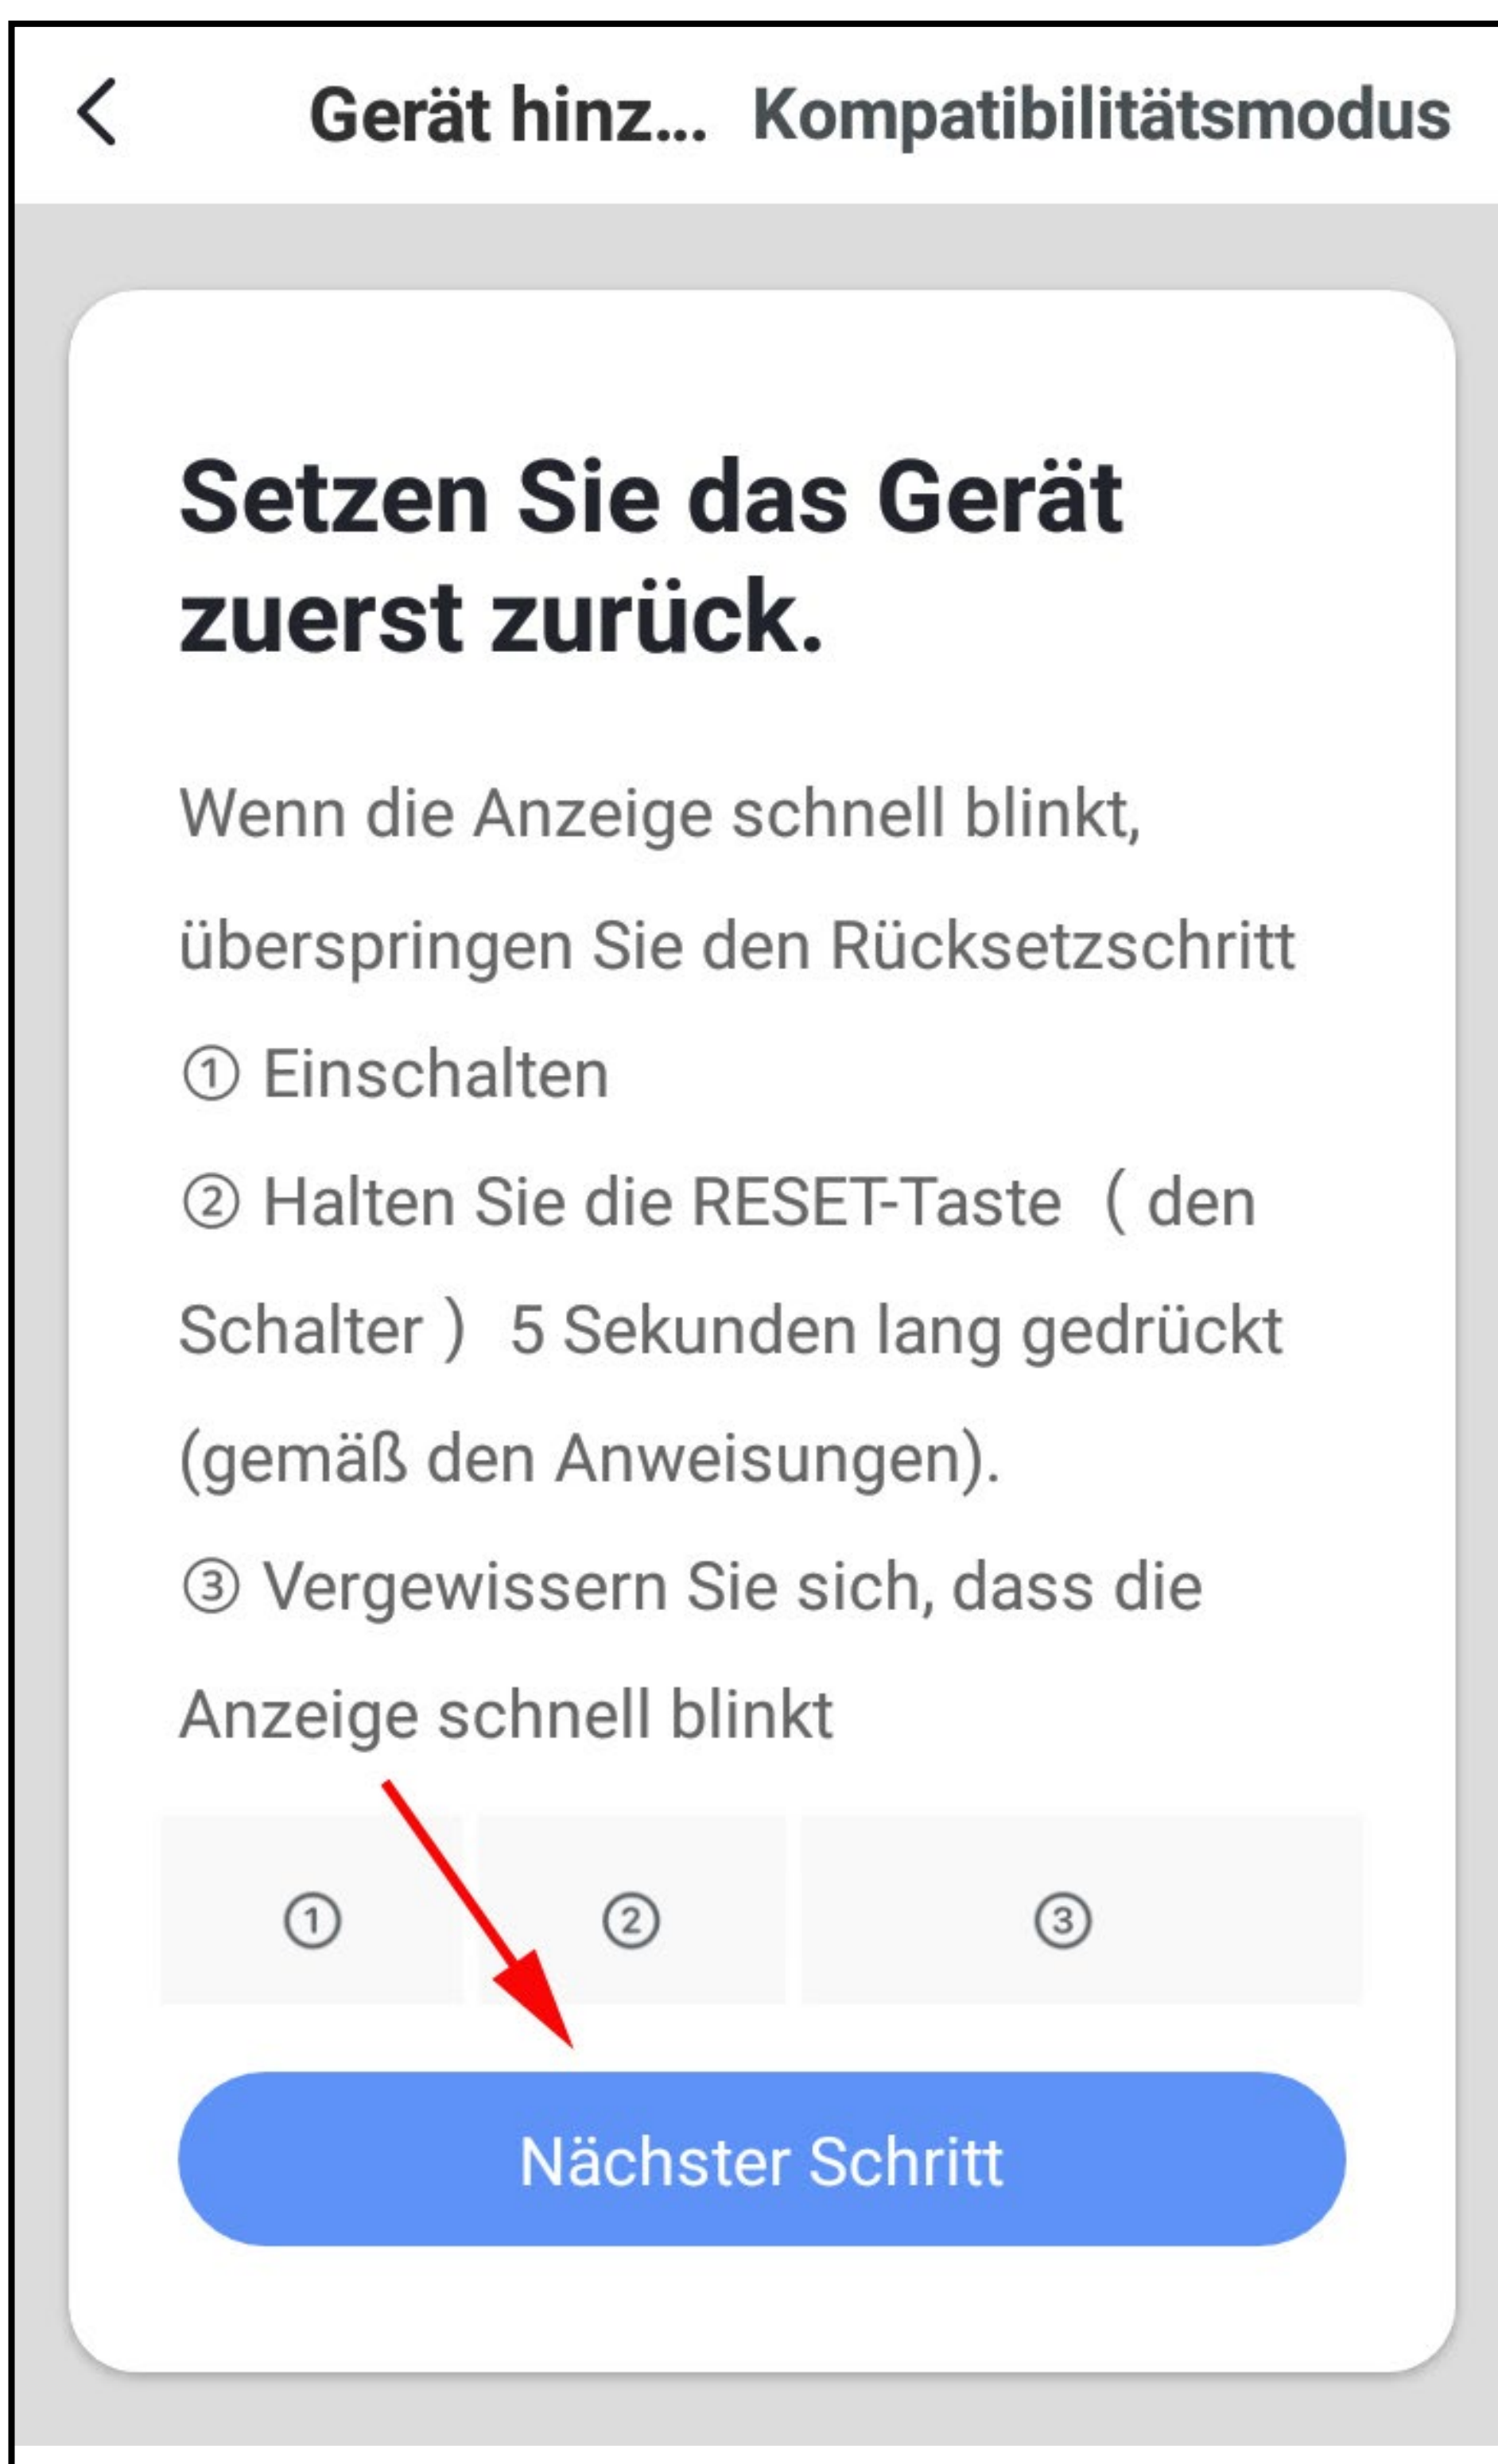 Gerät hinz... Kompatibilitätsmodus
Setzen Sie das Gerät
zuerst zurück.
Wenn die Anzeige schnell blinkt,
überspringen Sie den Rücksetzschritt
① Einschalten
② Halten Sie die RESET-Taste （ den
Schalter ） 5 Sekunden lang gedrückt
(gemäß den Anweisungen).
③ Vergewissern Sie sich, dass die
Anzeige schnell blinkt
① ② ③
Nächster Schritt